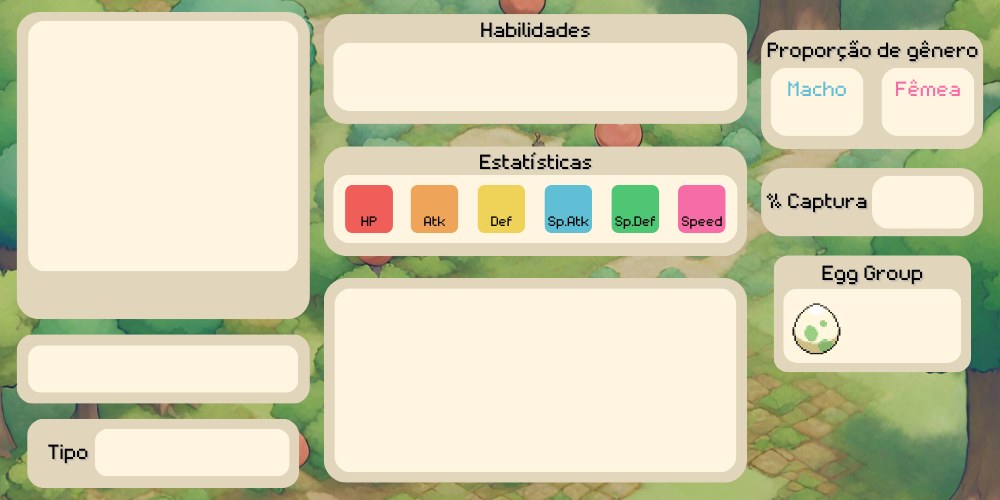 Habilidades
Proporção de gênero
Macho
Fêmea
Estatísticas
HP
Atk
Def
Sp.Atk
Sp.Def
Speed
% Captura
Egg Group
Tipo